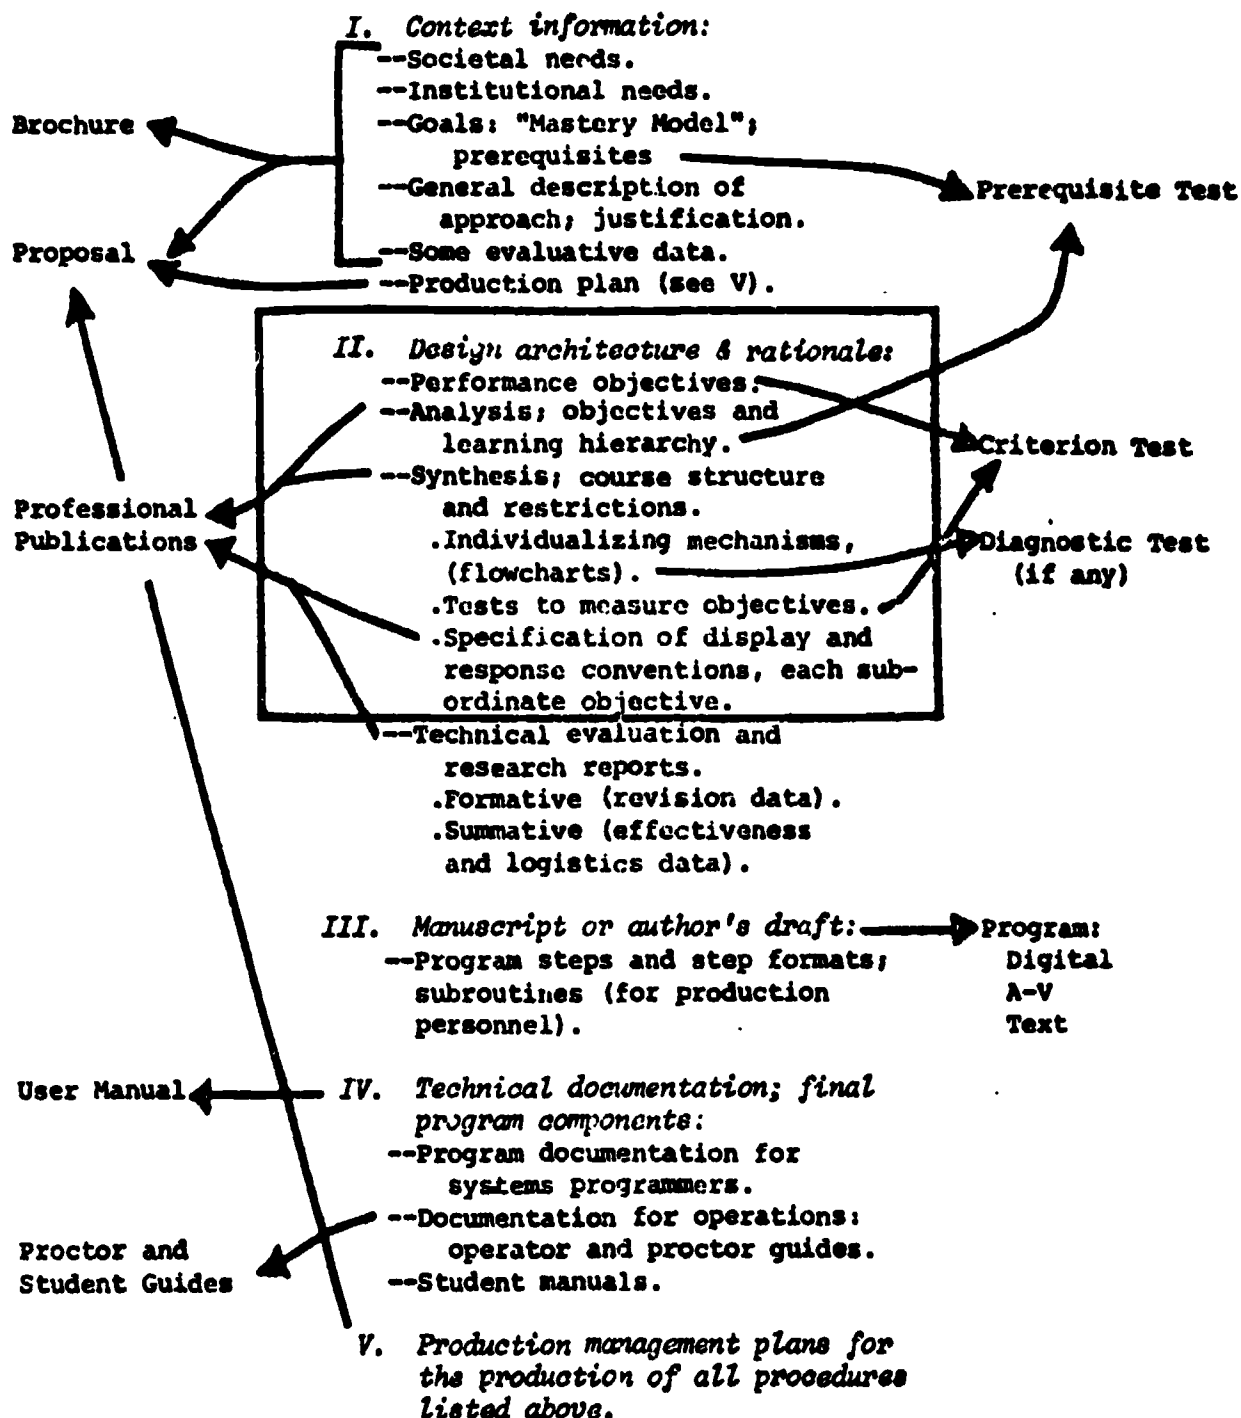 I. Context information:
--Societal needs.
--Institutional needs.
Brochure
--Goals: "Mastery Model";
prerequisites
Prerequisite Test
--General description of
approach; justification.
Proposal
--Some evaluative data.
--Production plan (see V).
II. Design architecture & rationale:
--Performance objectives.
--Analysis; objectives and
learning hierarchy.
Criterion Test
--Synthesis; course structure
and restrictions.
Professional
Publications
.Individualizing mechanisms,
(flowcharts).
Diagnostic Test
(if any)
.Tests to measure objectives.
.Specification of display and
response conventions, each sub-
ordinate objective.
--Technical evaluation and
research reports.
.Formative (revision data).
.Summative (effectiveness
and logistics data).
III. Manuscript or author's draft:
Program:
--Program steps and step formats;
Digital
subroutines (for production
A-V
personnel).
Text
User Manual
IV. Technical documentation; final
program components:
--Program documentation for
systems programmers.
--Documentation for operations:
operator and proctor guides.
Proctor and
Student Guides
--Student manuals.
V. Production management plans for
the production of all procedures
listed above.